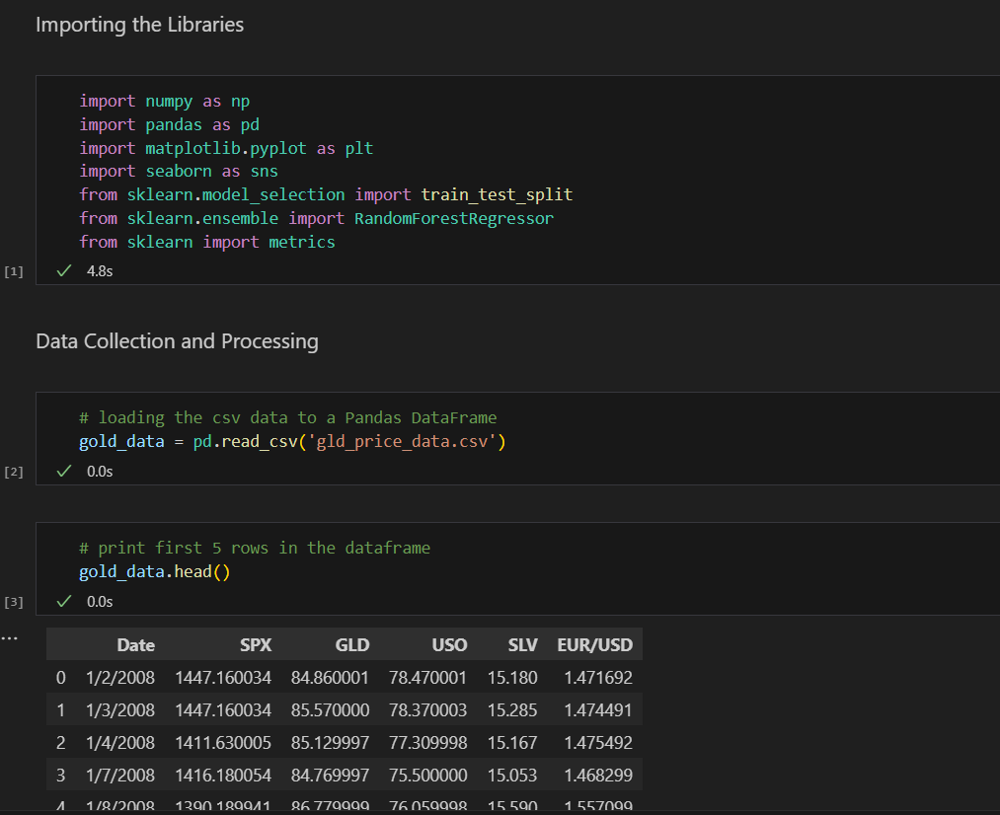 Importing the Libraries
import numpy as np
import pandas as pd
import matplotlib.pyplot as plt
import seaborn as sns
from sklearn.model_selection import train_test_split
from sklearn.ensemble import RandomForestRegressor
from sklearn import metrics
[1] ✓ 4.8s
Data Collection and Processing
# loading the csv data to a Pandas DataFrame
gold_data = pd.read_csv('gld_price_data.csv')
[2] ✓ 0.0s
# print first 5 rows in the dataframe
gold_data.head()
[3] ✓ 0.0s
...
Date SPX GLD USO SLV EUR/USD
0 1/2/2008 1447.160034 84.860001 78.470001 15.180 1.471692
1 1/3/2008 1447.160034 85.570000 78.370003 15.285 1.474491
2 1/4/2008 1411.630005 85.129997 77.309998 15.167 1.475492
3 1/7/2008 1416.180054 84.769997 75.500000 15.053 1.468299
4 1/8/2008 1390.189941 86.779999 76.059998 15.590 1.557099